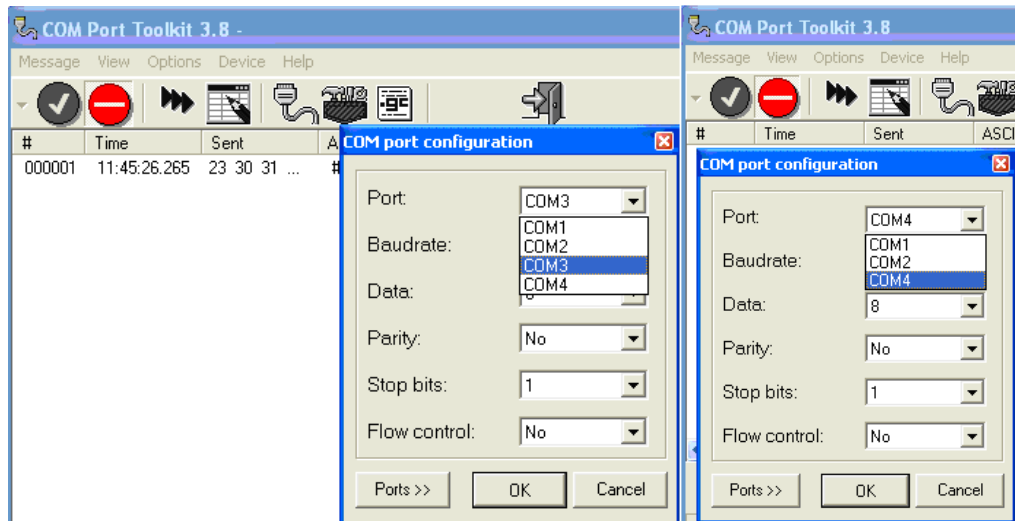 COM Port Toolkit 3.8 -
Message View Options Device Help
# Time Sent A
000001 11:45:26.265 23 30 31 ... #
COM port configuration
Port: COM3
COM1
COM2
COM3
COM4
Baudrate:
Data:
Parity: No
Stop bits: 1
Flow control: No
Ports >> OK Cancel
COM Port Toolkit 3.8
Message View Options Device Help
# Time Sent ASCI
COM port configuration
Port: COM4
COM1
COM2
COM4
Baudrate:
Data: 8
Parity: No
Stop bits: 1
Flow control: No
Ports >> OK Cancel